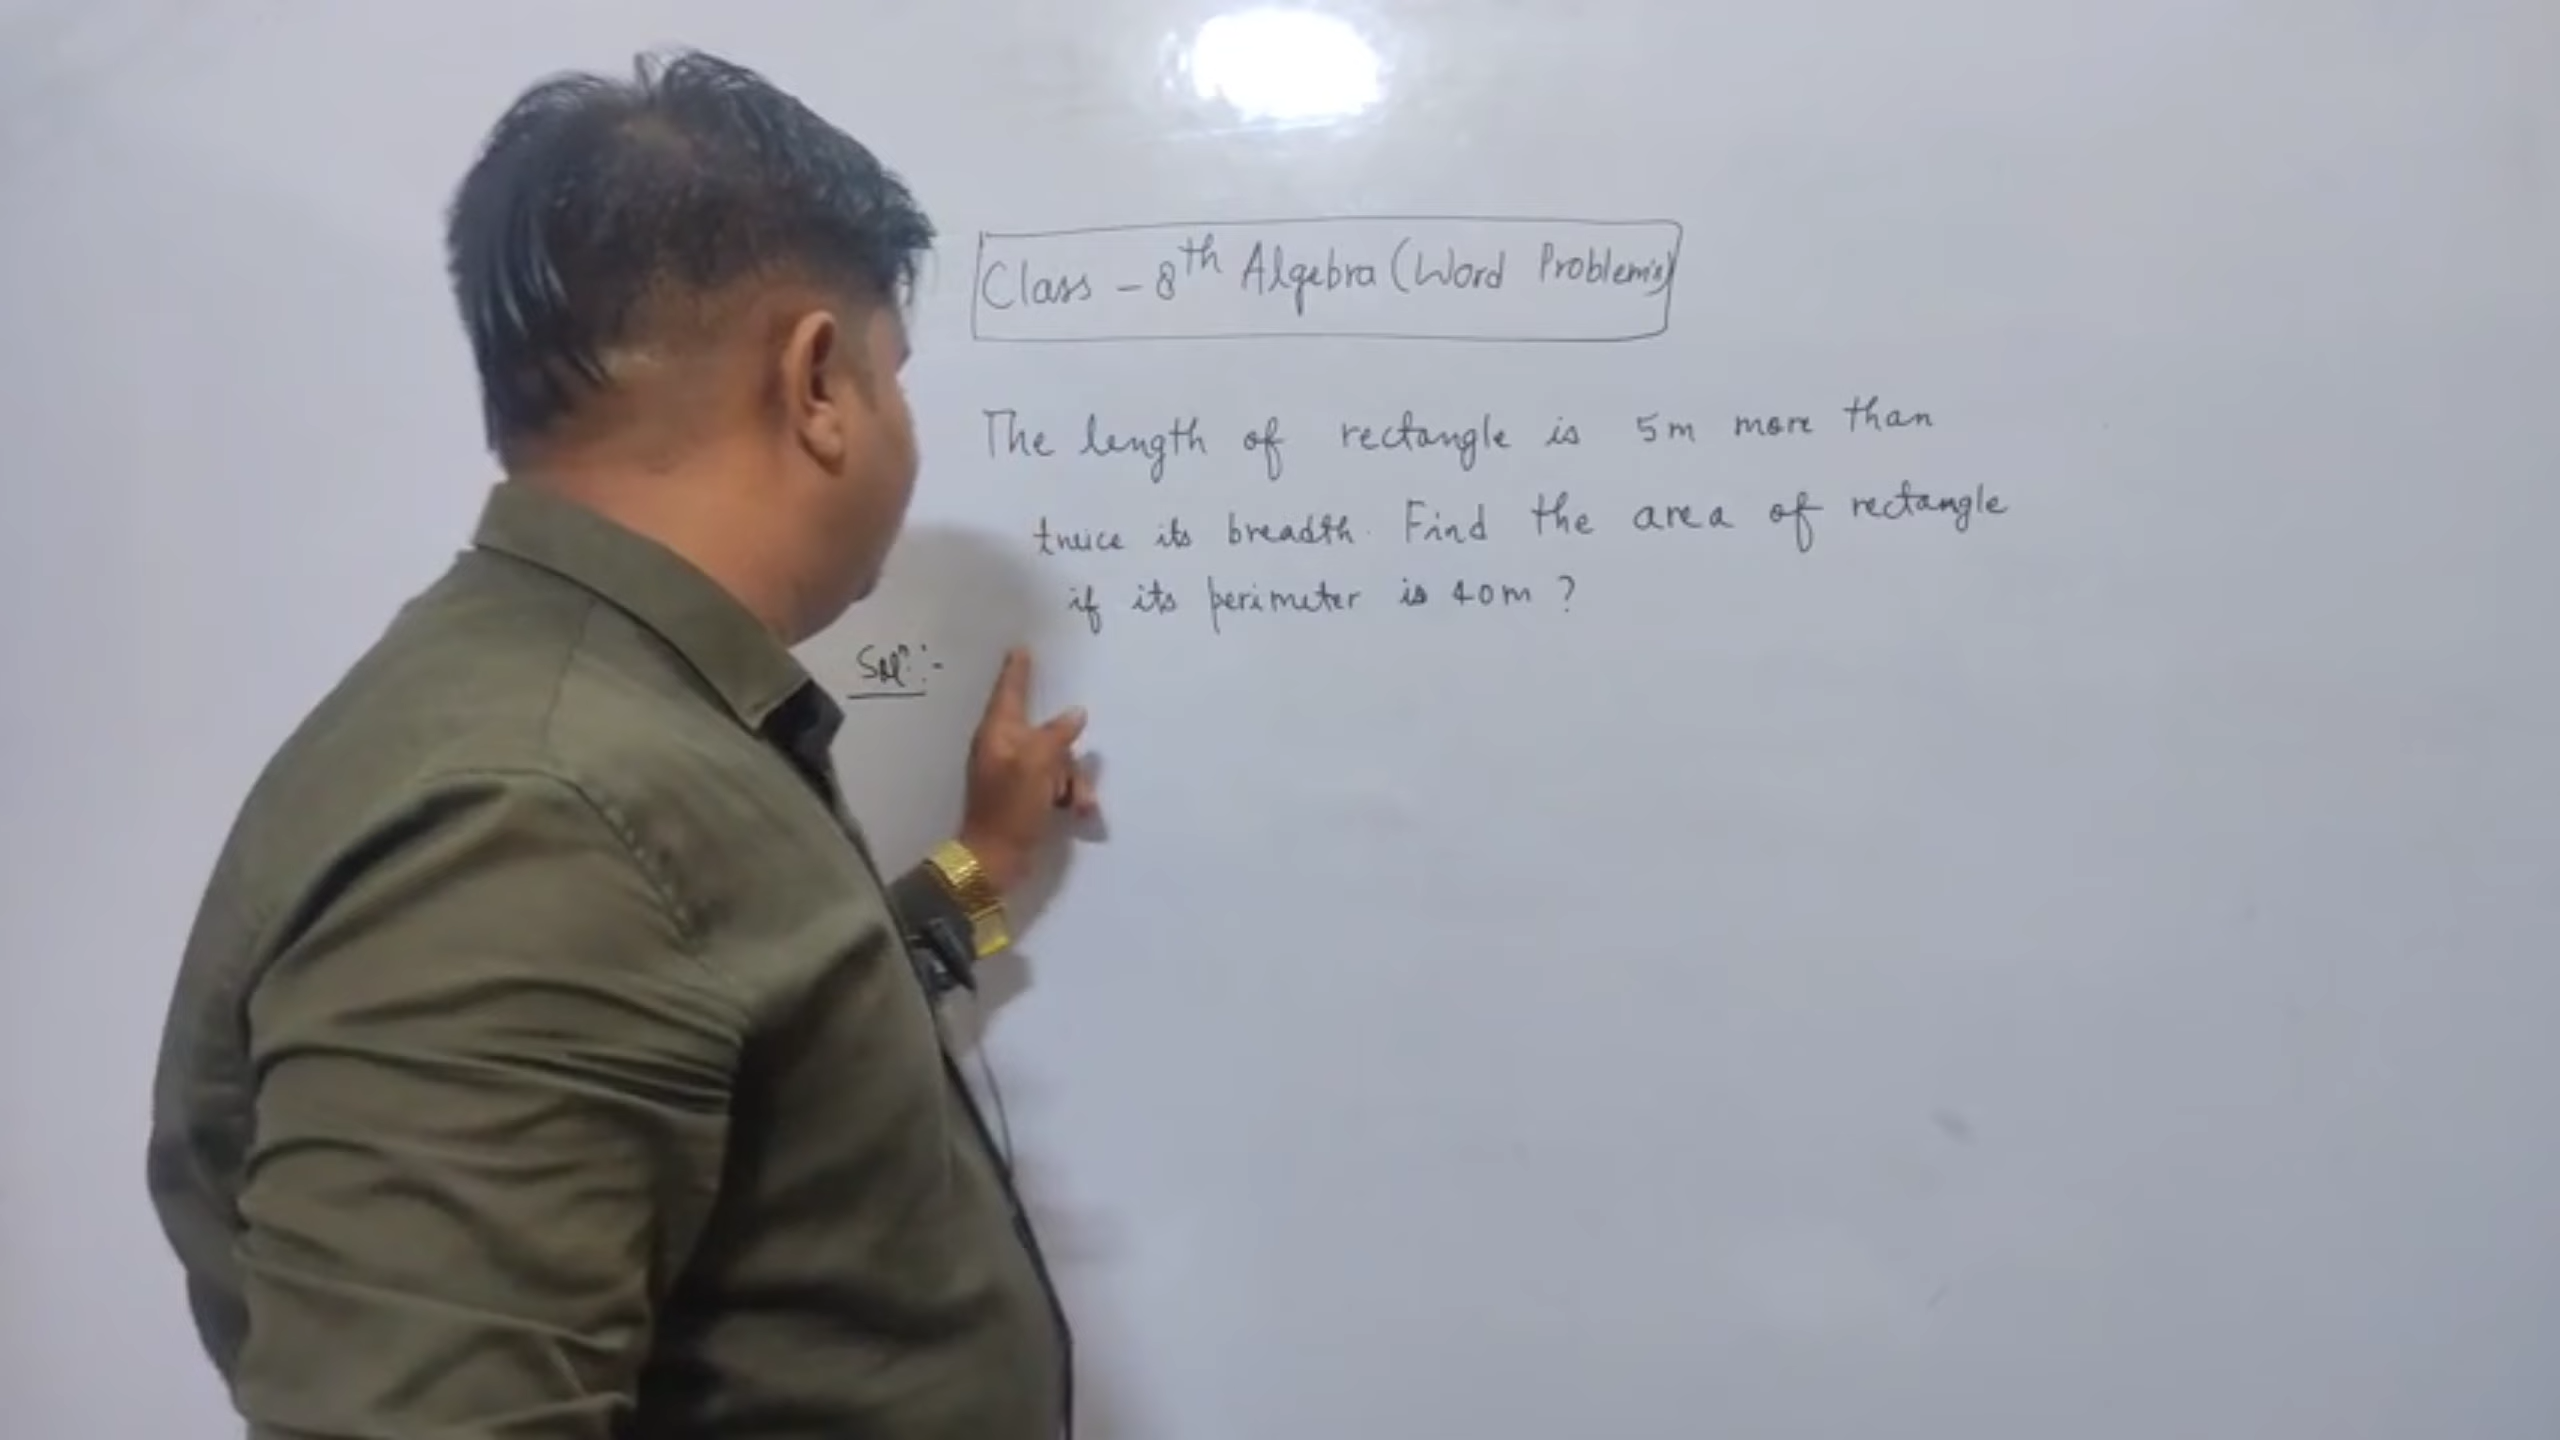 Class - 8th Algebra (Word Problems)
The length of rectangle is 5m more than
twice its breadth. Find the area of rectangle
if its perimeter is 40m ?
Solⁿ:-